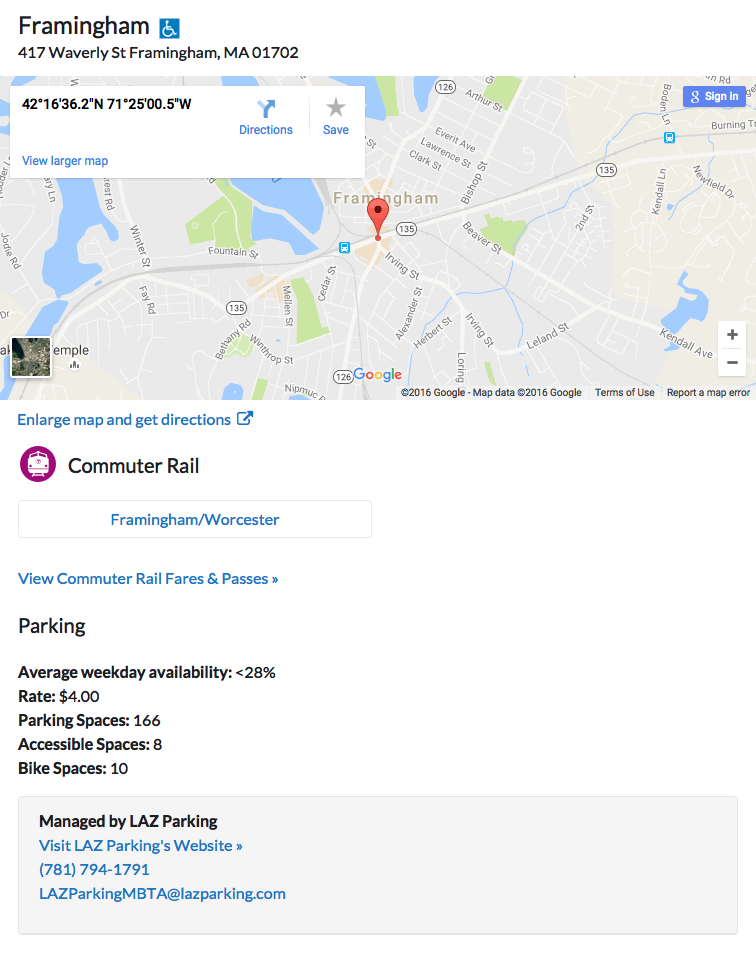 Framingham
417 Waverly St Framingham, MA 01702
42°16'36.2"N 71°25'00.5"W
Directions
Save
View larger map
126
Arthur St
Sign in
Burning Tr
Everit Ave
Lawrence St
Clark St
Bishop St
135
Kendall Ln
Newfield Dr
Framingham
135
Beaver St
2nd St
Winter St
Jodie Rd
Fountain St
Irving St
Cedar St
Fay Rd
135
Mellen St
Alexander St
Bethany Rd
Herbert St
Irving St
Leland St
Winthrop St
Kendall Ave
Loring
emple
Nipmuc
126
Google
+
−
©2016 Google - Map data ©2016 Google
Terms of Use
Report a map error
Enlarge map and get directions
Commuter Rail
Framingham/Worcester
View Commuter Rail Fares & Passes »
Parking
Average weekday availability: <28%
Rate: $4.00
Parking Spaces: 166
Accessible Spaces: 8
Bike Spaces: 10
Managed by LAZ Parking
Visit LAZ Parking's Website »
(781) 794-1791
LAZParkingMBTA@lazparking.com